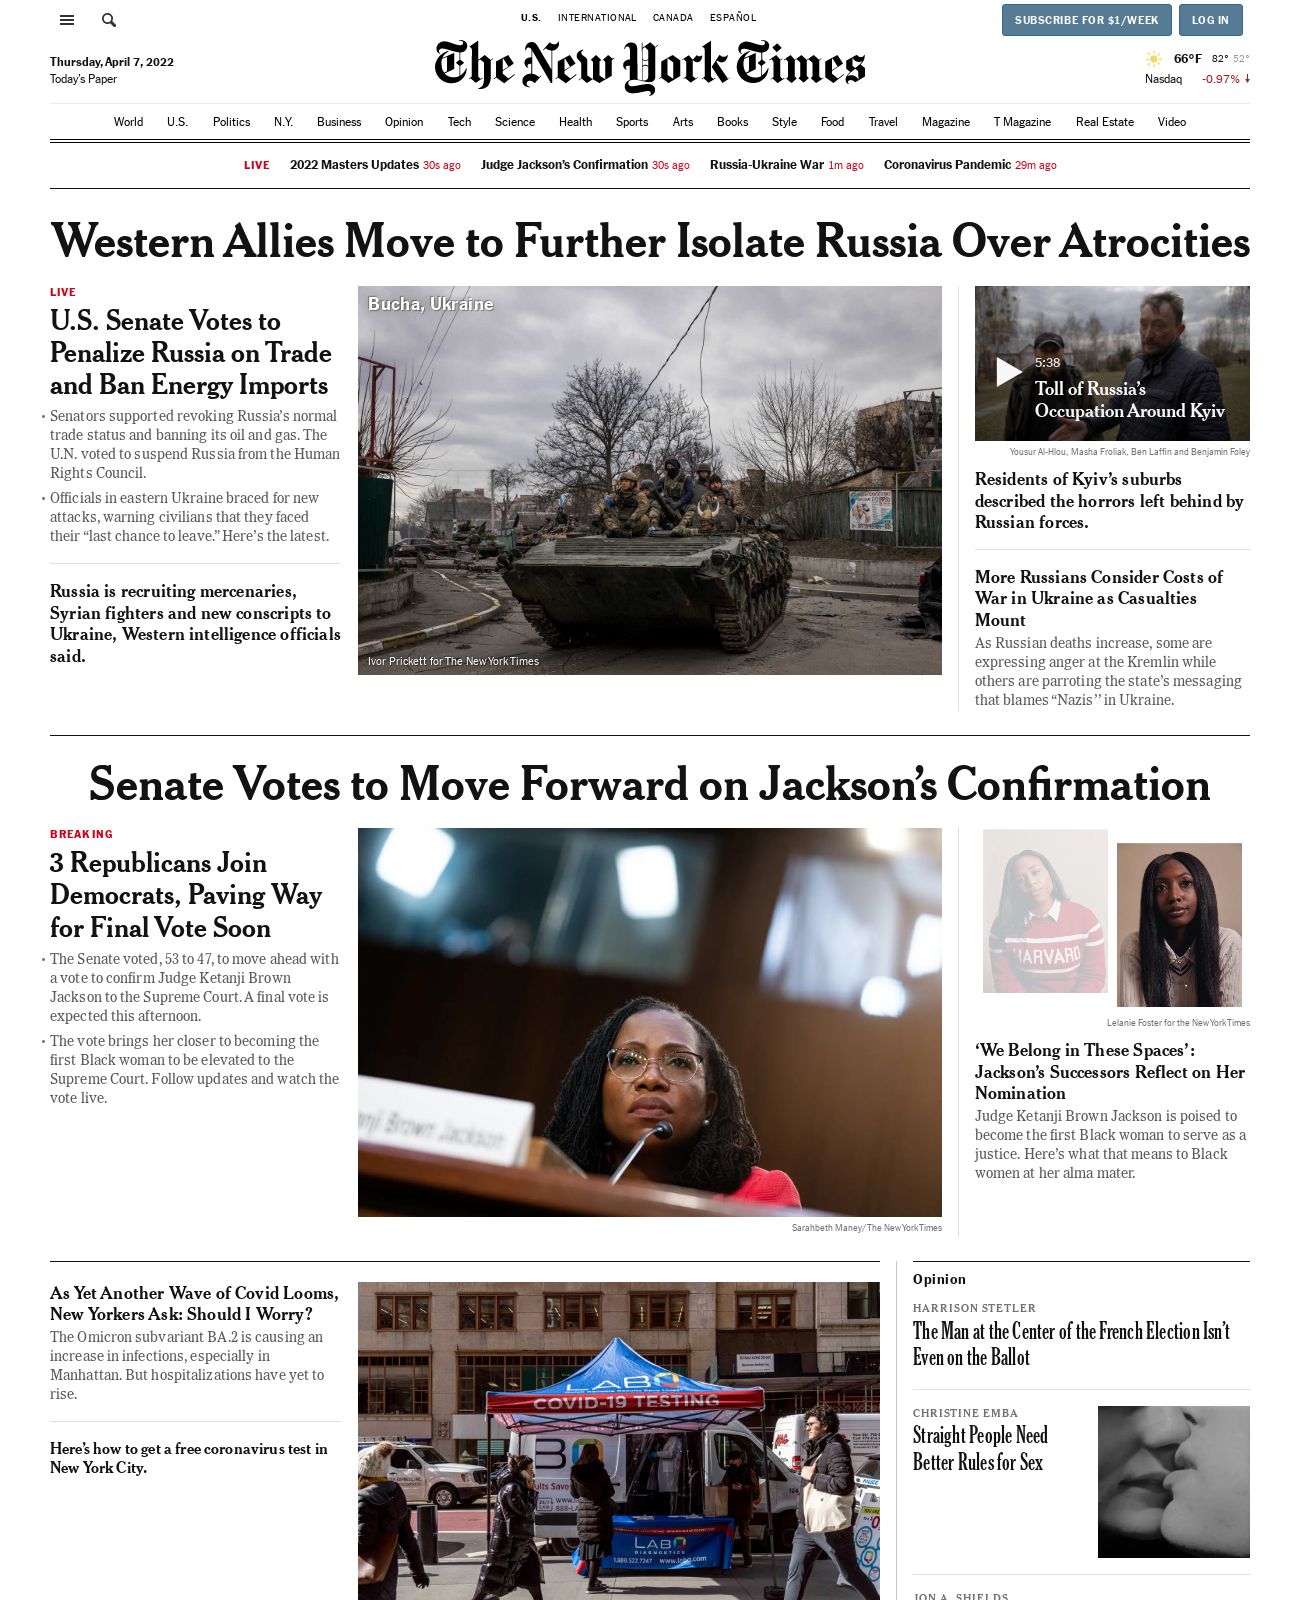 U.S. INTERNATIONAL CANADA ESPAÑOL
SUBSCRIBE FOR $1/WEEK
LOG IN
The New York Times
Thursday, April 7, 2022
Today's Paper
66°F 82° 52°
Nasdaq -0.97%
World U.S. Politics N.Y. Business Opinion Tech Science Health Sports Arts Books Style Food Travel Magazine T Magazine Real Estate Video
LIVE 2022 Masters Updates 30s ago Judge Jackson's Confirmation 30s ago Russia-Ukraine War 1m ago Coronavirus Pandemic 29m ago
Western Allies Move to Further Isolate Russia Over Atrocities
LIVE
U.S. Senate Votes to
Penalize Russia on Trade
and Ban Energy Imports
• Senators supported revoking Russia's normal
trade status and banning its oil and gas. The
U.N. voted to suspend Russia from the Human
Rights Council.
• Officials in eastern Ukraine braced for new
attacks, warning civilians that they faced
their “last chance to leave.” Here's the latest.
Russia is recruiting mercenaries,
Syrian fighters and new conscripts to
Ukraine, Western intelligence officials
said.
Bucha, Ukraine
Ivor Prickett for The New York Times
5:38
Toll of Russia's
Occupation Around Kyiv
Yousur Al-Hlou, Masha Froliak, Ben Laffin and Benjamin Foley
Residents of Kyiv's suburbs
described the horrors left behind by
Russian forces.
More Russians Consider Costs of
War in Ukraine as Casualties
Mount
As Russian deaths increase, some are
expressing anger at the Kremlin while
others are parroting the state's messaging
that blames “Nazis’’ in Ukraine.
Senate Votes to Move Forward on Jackson's Confirmation
BREAKING
3 Republicans Join
Democrats, Paving Way
for Final Vote Soon
• The Senate voted, 53 to 47, to move ahead with
a vote to confirm Judge Ketanji Brown
Jackson to the Supreme Court. A final vote is
expected this afternoon.
• The vote brings her closer to becoming the
first Black woman to be elevated to the
Supreme Court. Follow updates and watch the
vote live.
anji Brown Jackson
Sarahbeth Maney/The New York Times
HARVARD
Lelanie Foster for the New York Times
‘We Belong in These Spaces’:
Jackson's Successors Reflect on Her
Nomination
Judge Ketanji Brown Jackson is poised to
become the first Black woman to serve as a
justice. Here's what that means to Black
women at her alma mater.
As Yet Another Wave of Covid Looms,
New Yorkers Ask: Should I Worry?
The Omicron subvariant BA.2 is causing an
increase in infections, especially in
Manhattan. But hospitalizations have yet to
rise.
Here's how to get a free coronavirus test in
New York City.
LABQ
COVID-19 TESTING
LABQ
DIAGNOSTICS
1.888.522.7247 www.labq.com
Opinion
HARRISON STETLER
The Man at the Center of the French Election Isn't
Even on the Ballot
CHRISTINE EMBA
Straight People Need
Better Rules for Sex
JON A. SHIELDS